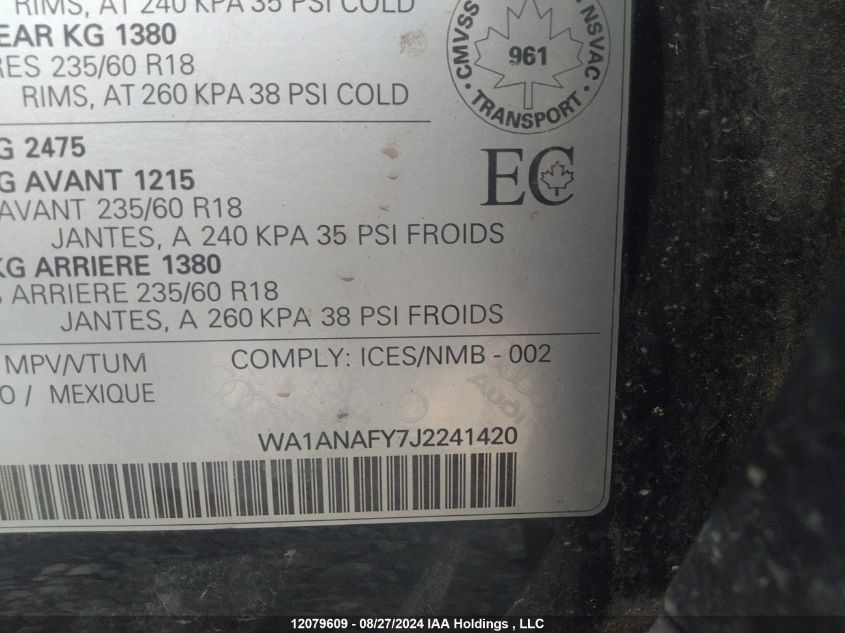 RIMS, AT 240 KPA 35 PSI COLD
EAR KG 1380
RES 235/60 R18
RIMS, AT 260 KPA 38 PSI COLD
CMVSS NSVAC
961
TRANSPORT
G 2475
G AVANT 1215
EC
AVANT 235/60 R18
JANTES, A 240 KPA 35 PSI FROIDS
KG ARRIERE 1380
S ARRIERE 235/60 R18
JANTES, A 260 KPA 38 PSI FROIDS
MPV/VTUM COMPLY: ICES/NMB - 002
O / MEXIQUE
Audi
WA1ANAFY7J2241420
12079609 - 08/27/2024 IAA Holdings , LLC